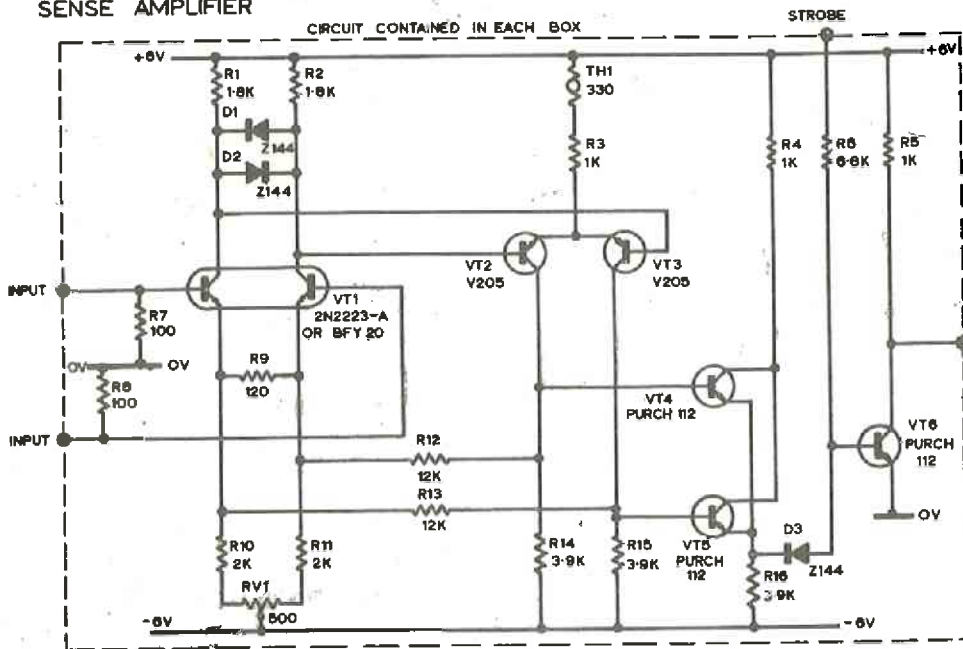 SENSE AMPLIFIER
CIRCUIT CONTAINED IN EACH BOX
STROBE
+6V
+6V
R1
1·8K
R2
1·8K
TH1
330
D1
Z144
D2
Z144
R3
1K
R4
1K
R6
6·8K
R5
1K
VT2
V205
VT3
V205
INPUT
VT1
2N2223-A
OR BFY 20
R7
100
OV
OV
R8
100
R9
120
VT4
PURCH 112
INPUT
R12
12K
R13
12K
VT6
PURCH
112
OV
R10
2K
R11
2K
R14
3·9K
R15
3·9K
VT5
PURCH
112
D3
Z144
R16
3·9K
RV1
500
-6V
-6V